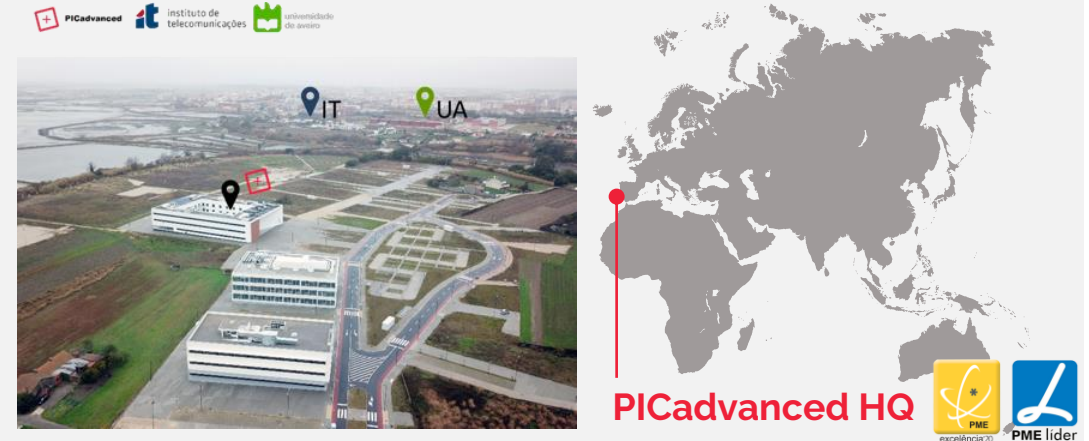 PICadvanced
instituto de
telecomunicações
universidade
de aveiro
IT
UA
PICadvanced HQ
PME
excelência'20
PME líder